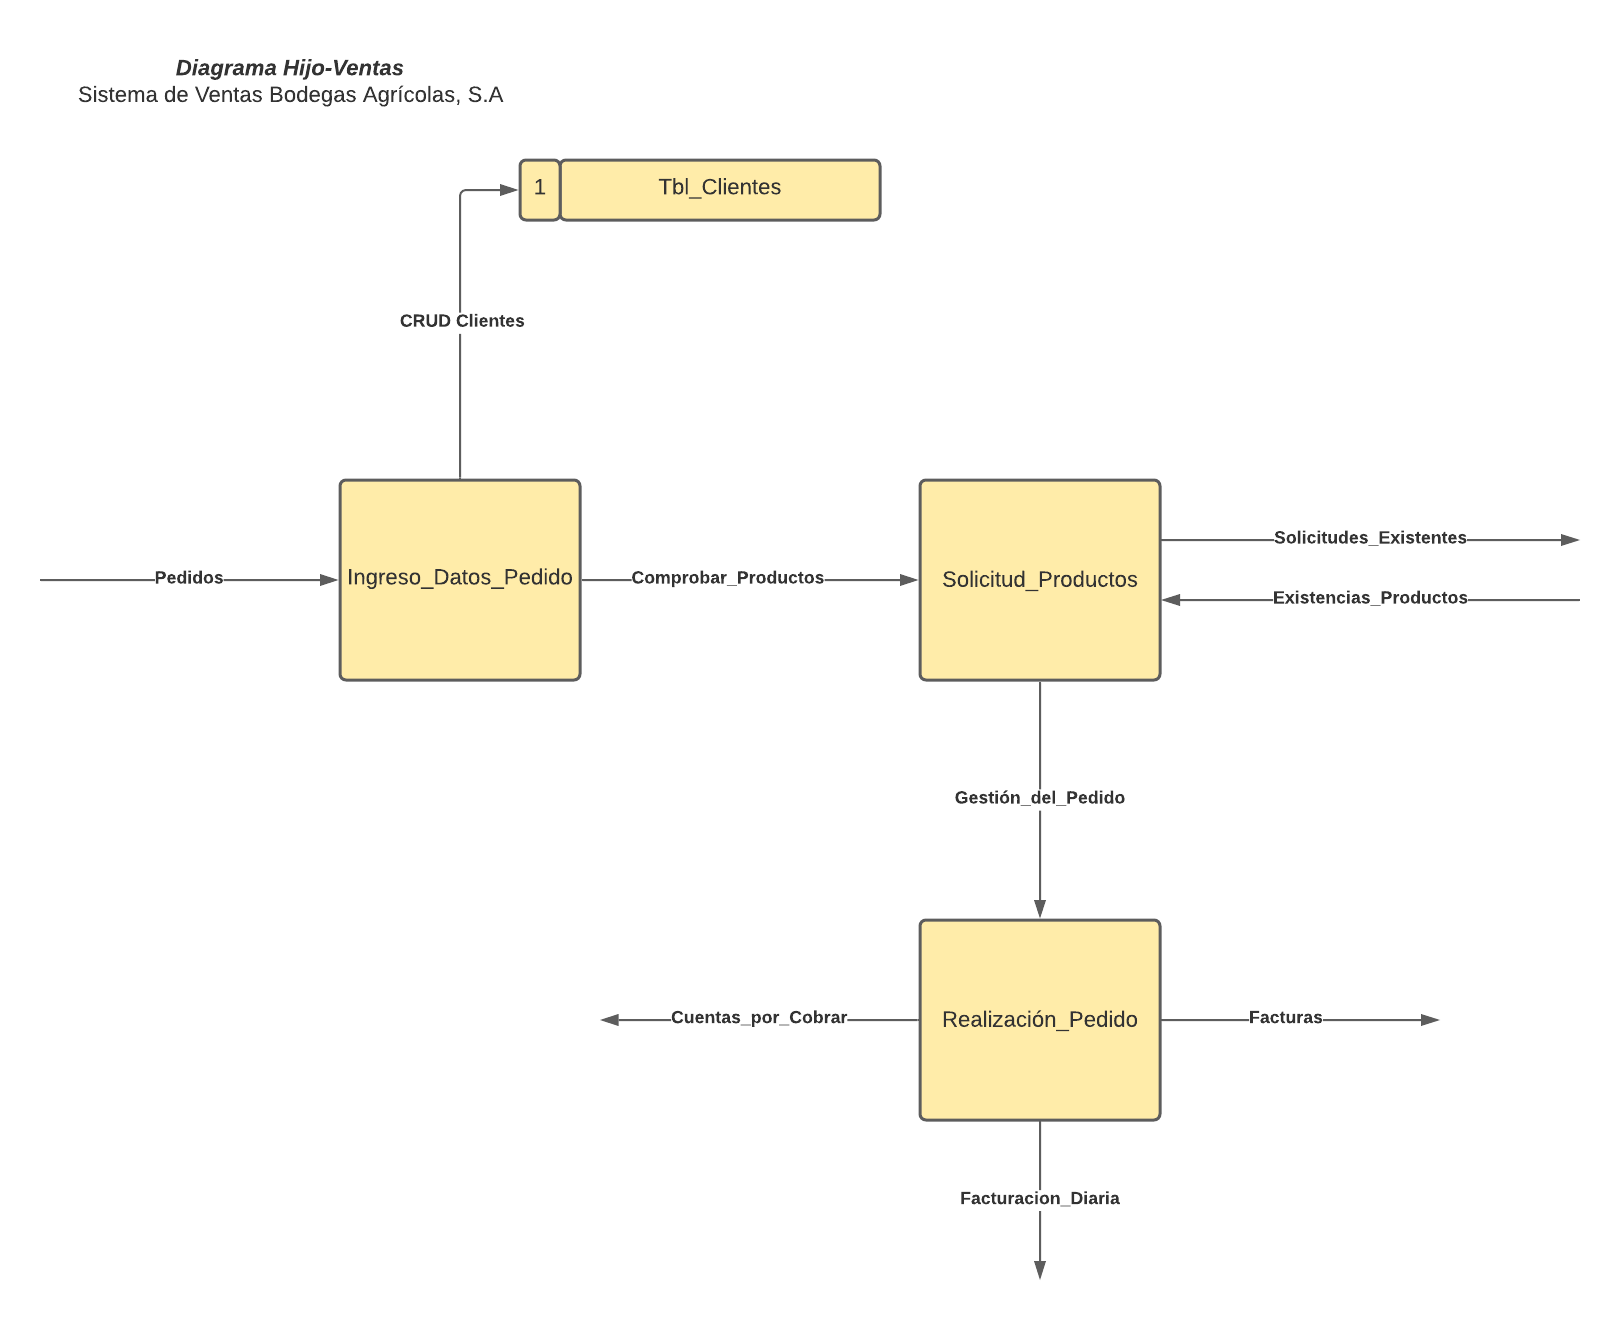 Diagrama Hijo-Ventas
Sistema de Ventas Bodegas Agrícolas, S.A
1
Tbl_Clientes
CRUD Clientes
Pedidos
Ingreso_Datos_Pedido
Comprobar_Productos
Solicitud_Productos
Solicitudes_Existentes
Existencias_Productos
Gestión_del_Pedido
Cuentas_por_Cobrar
Realización_Pedido
Facturas
Facturacion_Diaria